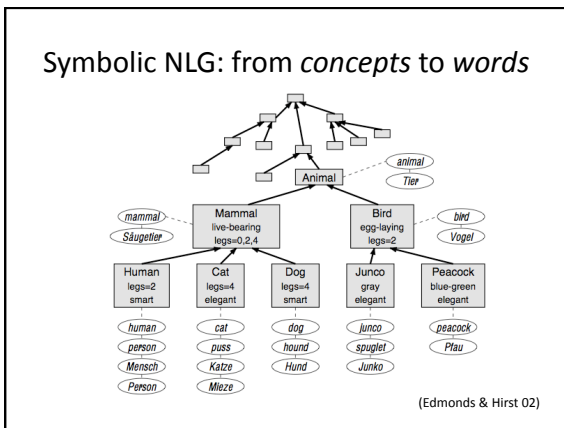 Symbolic NLG: from concepts to words
animal
Animal
Tier
mammal
Säugetier
Mammal
live-bearing
legs=0,2,4
Bird
egg-laying
legs=2
bird
Vogel
Human
legs=2
smart
Cat
legs=4
elegant
Dog
legs=4
smart
Junco
gray
elegant
Peacock
blue-green
elegant
human
person
Mensch
Person
cat
puss
Katze
Mieze
dog
hound
Hund
junco
spuglet
Junko
peacock
Pfau
(Edmonds & Hirst 02)